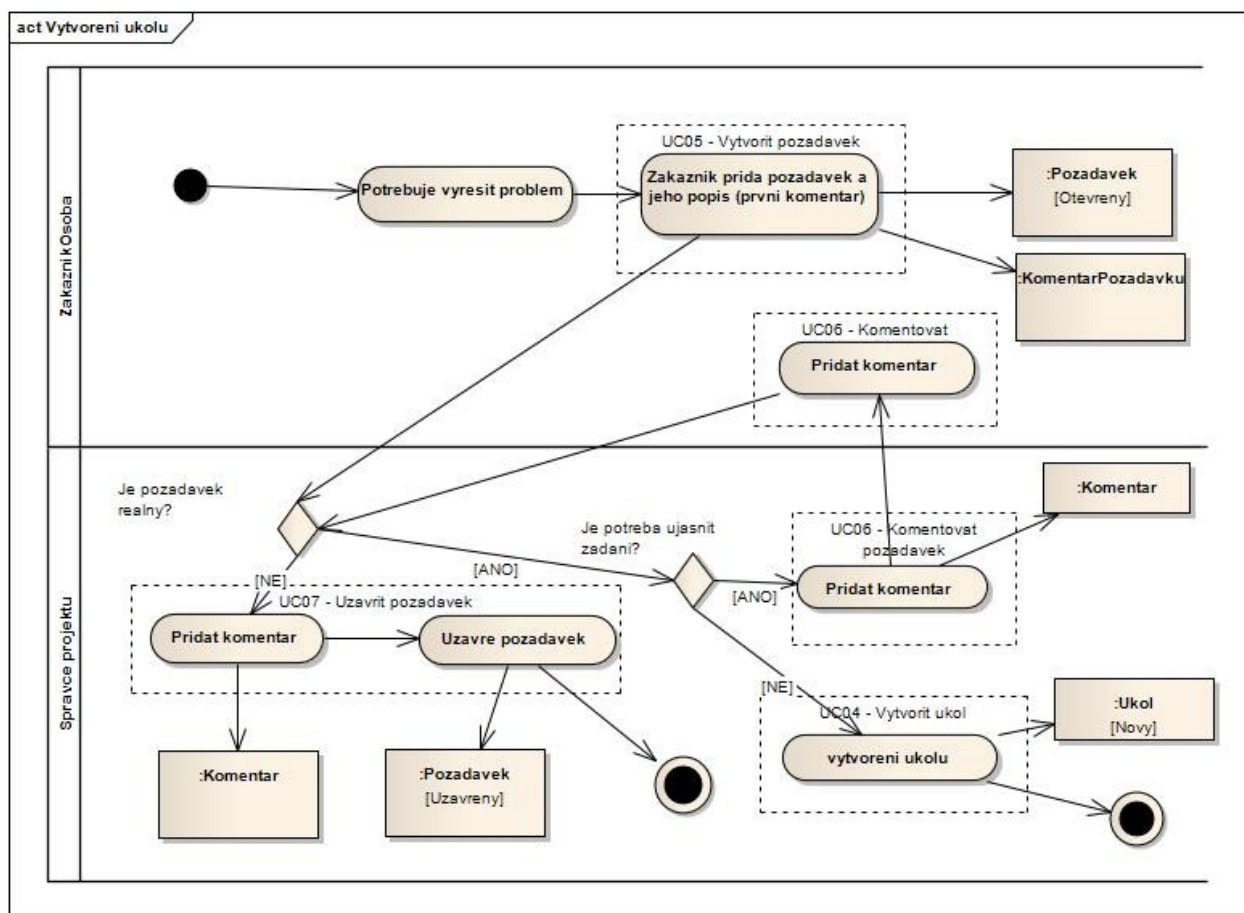 act Vytvoreni ukolu
ZakaznikOsoba
UC05 - Vytvorit pozadavek
Potrebuje vyresit problem
Zakaznik prida pozadavek a
jeho popis (prvni komentar)
:Pozadavek
[Otevreny]
:KomentarPozadavku
UC06 - Komentovat
Pridat komentar
Spravce projektu
Je pozadavek
realny?
Je potreba ujasnit
zadani?
:Komentar
UC06 - Komentovat
pozadavek
[ANO]
[ANO]
Pridat komentar
[NE]
UC07 - Uzavrit pozadavek
Pridat komentar
Uzavre pozadavek
[NE]
UC04 - Vytvorit ukol
:Ukol
[Novy]
vytvoreni ukolu
:Komentar
:Pozadavek
[Uzavreny]